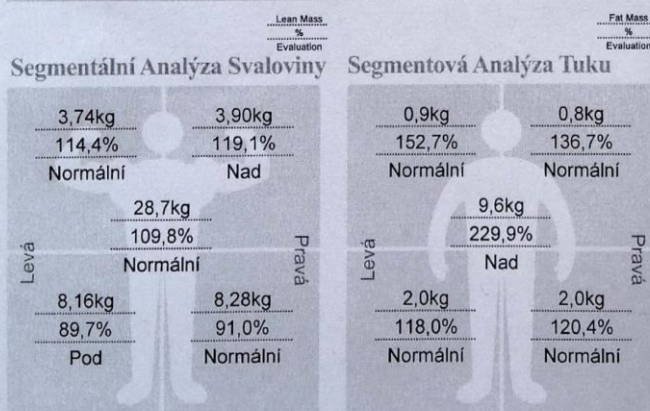 Lean Mass
%
Evaluation
Fat Mass
%
Evaluation
Segmentální Analýza Svaloviny
Segmentová Analýza Tuku
3,74kg 3,90kg
114,4% 119,1%
Normální Nad
28,7kg
109,8%
Normální
Levá
Pravá
8,16kg 8,28kg
89,7% 91,0%
Pod Normální
0,9kg 0,8kg
152,7% 136,7%
Normální Normální
9,6kg
229,9%
Nad
Levá
Pravá
2,0kg 2,0kg
118,0% 120,4%
Normální Normální